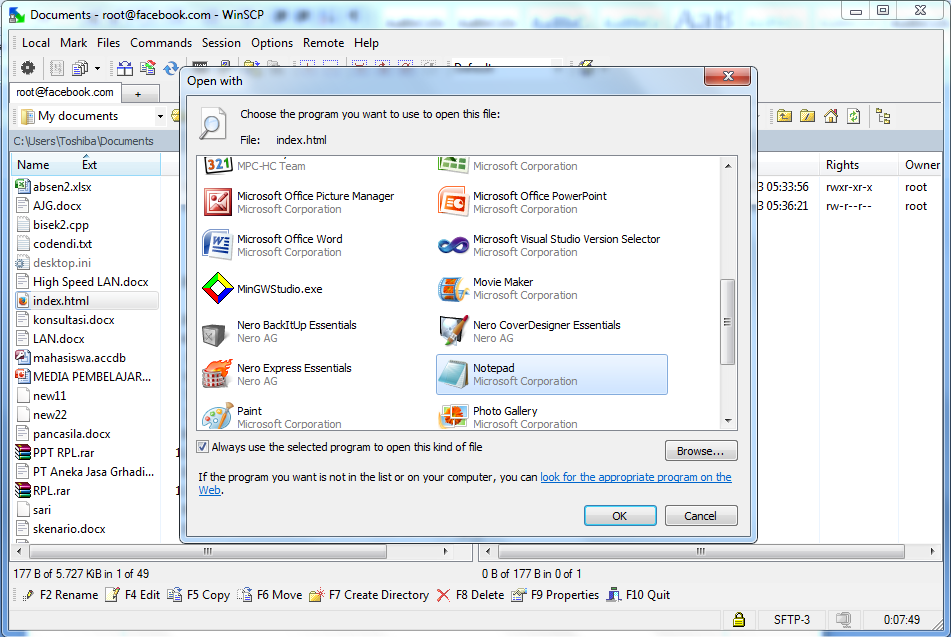 Documents - root@facebook.com - WinSCP
Local Mark Files Commands Session Options Remote Help
Default
root@facebook.com +
My documents
C:\Users\Toshiba\Documents
Name Ext
absen2.xlsx
AJG.docx
bisek2.cpp
codendi.txt
desktop.ini
High Speed LAN.docx
index.html
konsultasi.docx
LAN.docx
mahasiswa.accdb
MEDIA PEMBELAJAR...
new11
new22
pancasila.docx
PPT RPL.rar 1
PT Aneka Jasa Grhadi...
RPL.rar 1
sari
skenario.docx
Open with
Choose the program you want to use to open this file:
File: index.html
MPC-HC Team
Microsoft Corporation
Microsoft Office Picture Manager
Microsoft Corporation
Microsoft Office PowerPoint
Microsoft Corporation
Microsoft Office Word
Microsoft Corporation
Microsoft Visual Studio Version Selector
Microsoft Corporation
MinGWStudio.exe
Movie Maker
Microsoft Corporation
Nero BackItUp Essentials
Nero AG
Nero CoverDesigner Essentials
Nero AG
Nero Express Essentials
Nero AG
Notepad
Microsoft Corporation
Paint
Microsoft Corporation
Photo Gallery
Microsoft Corporation
Always use the selected program to open this kind of file
Browse...
If the program you want is not in the list or on your computer, you can look for the appropriate program on the
Web.
OK Cancel
Rights Owner
3 05:33:56 rwxr-xr-x root
3 05:36:21 rw-r--r-- root
177 B of 5.727 KiB in 1 of 49
0 B of 177 B in 0 of 1
F2 Rename F4 Edit F5 Copy F6 Move F7 Create Directory F8 Delete F9 Properties F10 Quit
SFTP-3 0:07:49